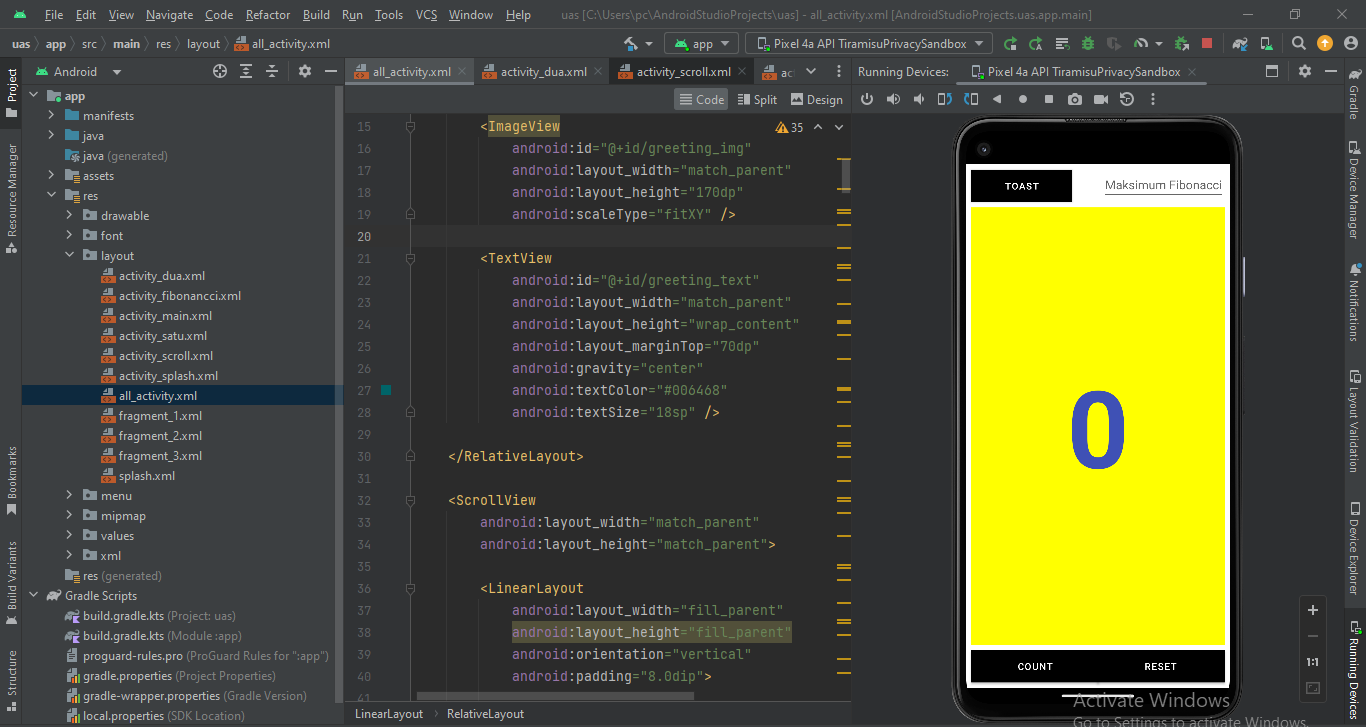 File Edit View Navigate Code Refactor Build Run Tools VCS Window Help uas [C:\Users\pc\AndroidStudioProjects\uas] - all_activity.xml [AndroidStudioProjects.uas.app.main]
uas app src main res layout all_activity.xml app Pixel 4a API TiramisuPrivacySandbox
Project
Resource Manager
Bookmarks
Build Variants
Structure
Android
app
manifests
java
java (generated)
assets
res
drawable
font
layout
activity_dua.xml
activity_fibonancci.xml
activity_main.xml
activity_satu.xml
activity_scroll.xml
activity_splash.xml
all_activity.xml
fragment_1.xml
fragment_2.xml
fragment_3.xml
splash.xml
menu
mipmap
values
xml
res (generated)
Gradle Scripts
build.gradle.kts (Project: uas)
build.gradle.kts (Module :app)
proguard-rules.pro (ProGuard Rules for ":app")
gradle.properties (Project Properties)
gradle-wrapper.properties (Gradle Version)
local.properties (SDK Location)
all_activity.xml activity_dua.xml activity_scroll.xml
Code Split Design
35
15 <ImageView
16 android:id="@+id/greeting_img"
17 android:layout_width="match_parent"
18 android:layout_height="170dp"
19 android:scaleType="fitXY" />
20
21 <TextView
22 android:id="@+id/greeting_text"
23 android:layout_width="match_parent"
24 android:layout_height="wrap_content"
25 android:layout_marginTop="70dp"
26 android:gravity="center"
27 android:textColor="#006468"
28 android:textSize="18sp" />
29
30 </RelativeLayout>
31
32 <ScrollView
33 android:layout_width="match_parent"
34 android:layout_height="match_parent">
35
36 <LinearLayout
37 android:layout_width="fill_parent"
38 android:layout_height="fill_parent"
39 android:orientation="vertical"
40 android:padding="8.0dip">
41
LinearLayout RelativeLayout
Running Devices: Pixel 4a API TiramisuPrivacySandbox
TOAST Maksimum Fibonacci
0
COUNT RESET
1:1
Activate Windows
Go to Settings to activate Windows.
Gradle
Device Manager
Notifications
Layout Validation
Device Explorer
Running Devices